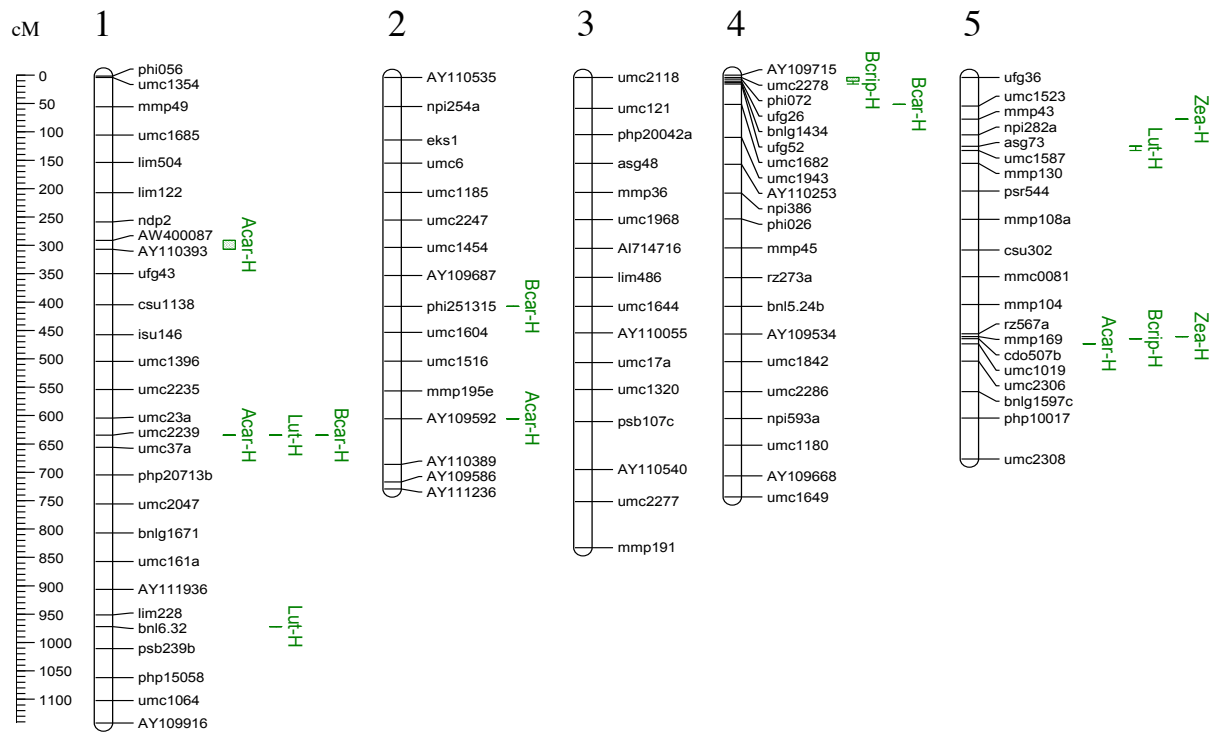 cM
0
50
100
150
200
250
300
350
400
450
500
550
600
650
700
750
800
850
900
950
1000
1050
1100
1
phi056
umc1354
mmp49
umc1685
lim504
lim122
ndp2
AW400087
AY110393
ufg43
csu1138
isu146
umc1396
umc2235
umc23a
umc2239
umc37a
php20713b
umc2047
bnlg1671
umc161a
AY111936
lim228
bnl6.32
psb239b
php15058
umc1064
AY109916
Acar-H
Acar-H
Lut-H
Bcar-H
Lut-H
2
AY110535
npi254a
eks1
umc6
umc1185
umc2247
umc1454
AY109687
phi251315
umc1604
umc1516
mmp195e
AY109592
AY110389
AY109586
AY111236
Bcar-H
Acar-H
3
umc2118
umc121
php20042a
asg48
mmp36
umc1968
AI714716
lim486
umc1644
AY110055
umc17a
umc1320
psb107c
AY110540
umc2277
mmp191
4
AY109715
umc2278
phi072
ufg26
bnlg1434
ufg52
umc1682
umc1943
AY110253
npi386
phi026
mmp45
rz273a
bnl5.24b
AY109534
umc1842
umc2286
npi593a
umc1180
AY109668
umc1649
Bcrip-H
Bcar-H
5
ufg36
umc1523
mmp43
npi282a
asg73
umc1587
mmp130
psr544
mmp108a
csu302
mmc0081
mmp104
rz567a
mmp169
cdo507b
umc1019
umc2306
bnlg1597c
php10017
umc2308
Lut-H
Zea-H
Acar-H
Bcrip-H
Zea-H